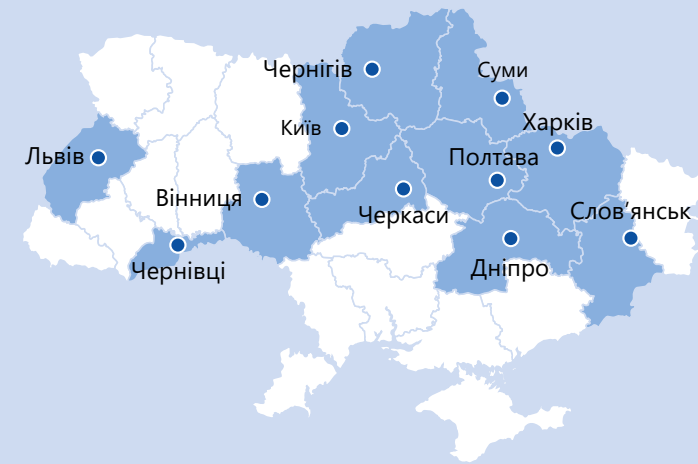 Чернігів
Суми
Київ
Харків
Львів
Полтава
Вінниця
Черкаси
Слов’янськ
Чернівці
Дніпро